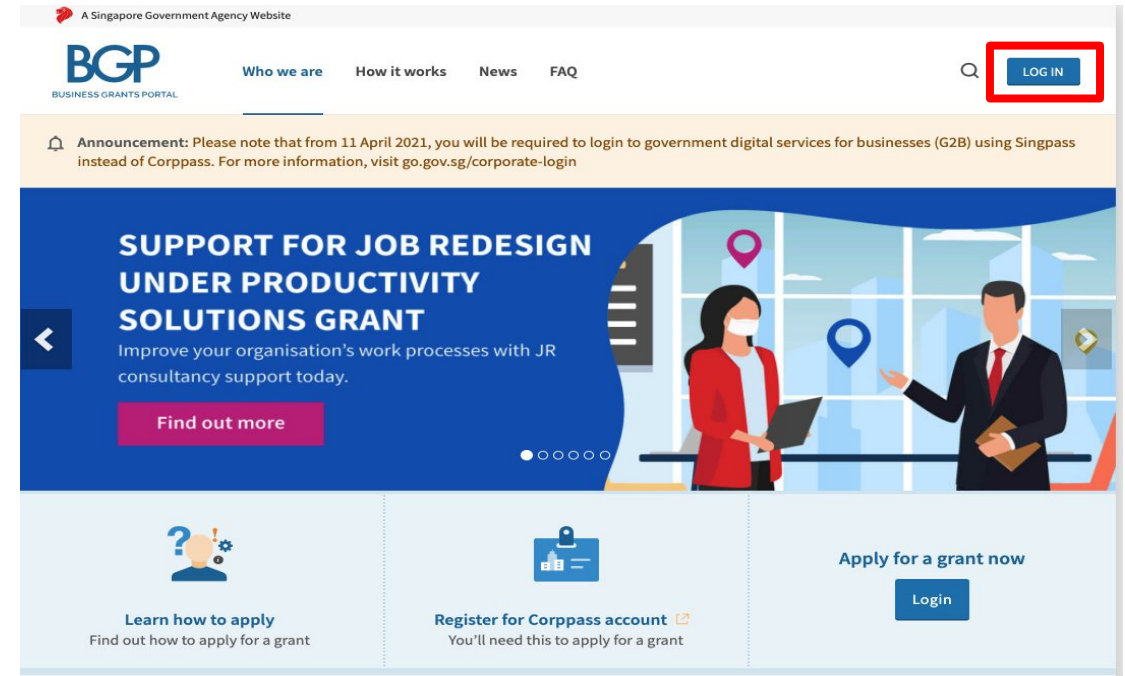 A Singapore Government Agency Website
BGP
BUSINESS GRANTS PORTAL
Who we are
How it works
News
FAQ
LOG IN
Announcement: Please note that from 11 April 2021, you will be required to login to government digital services for businesses (G2B) using Singpass
instead of Corppass. For more information, visit go.gov.sg/corporate-login
SUPPORT FOR JOB REDESIGN
UNDER PRODUCTIVITY
SOLUTIONS GRANT
Improve your organisation's work processes with JR
consultancy support today.
Find out more
Learn how to apply
Find out how to apply for a grant
Register for Corppass account
You'll need this to apply for a grant
Apply for a grant now
Login